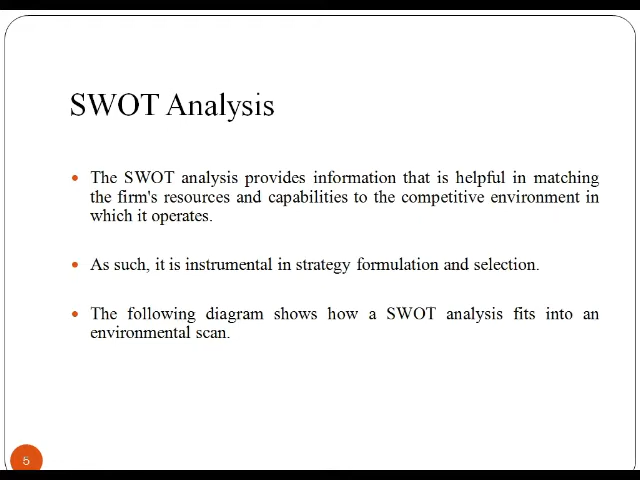 SWOT Analysis
The SWOT analysis provides information that is helpful in matching
the firm's resources and capabilities to the competitive environment in
which it operates.
As such, it is instrumental in strategy formulation and selection.
The following diagram shows how a SWOT analysis fits into an
environmental scan.
5